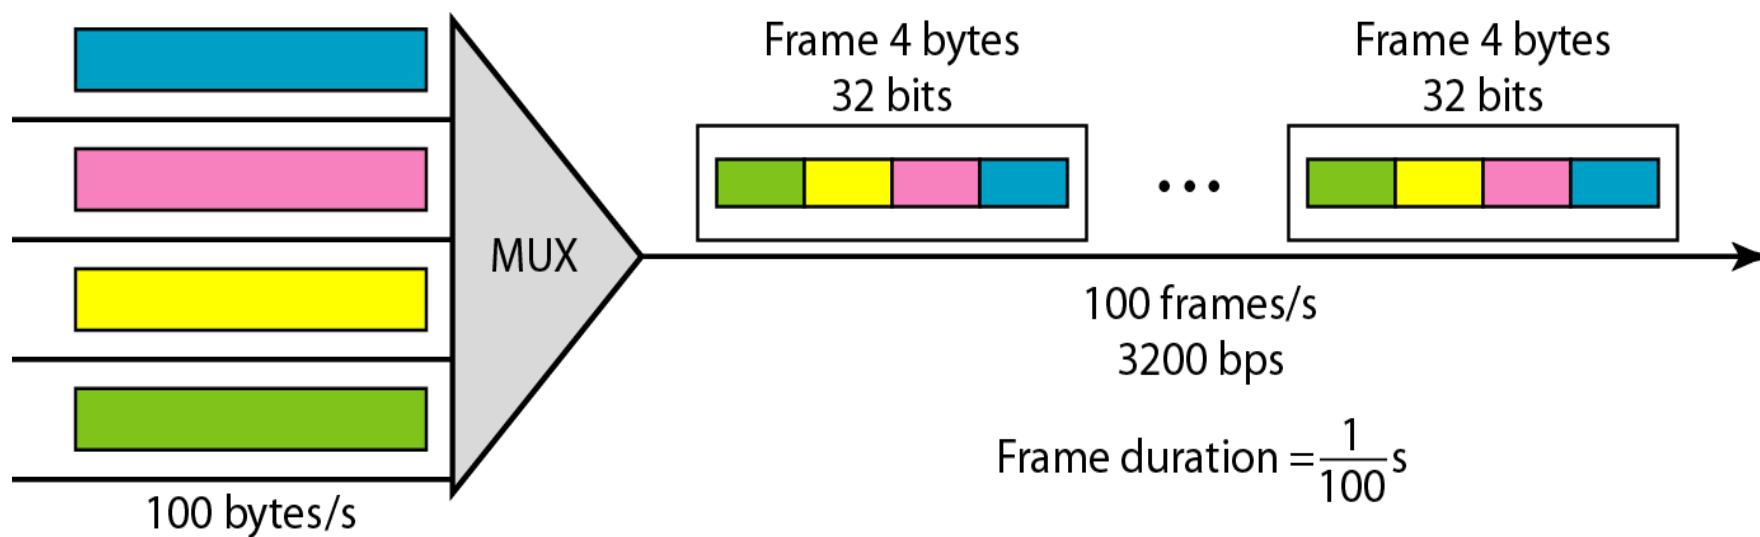 Frame 4 bytes
32 bits
Frame 4 bytes
32 bits
MUX
100 frames/s
3200 bps
Frame duration = 1/100 s
100 bytes/s